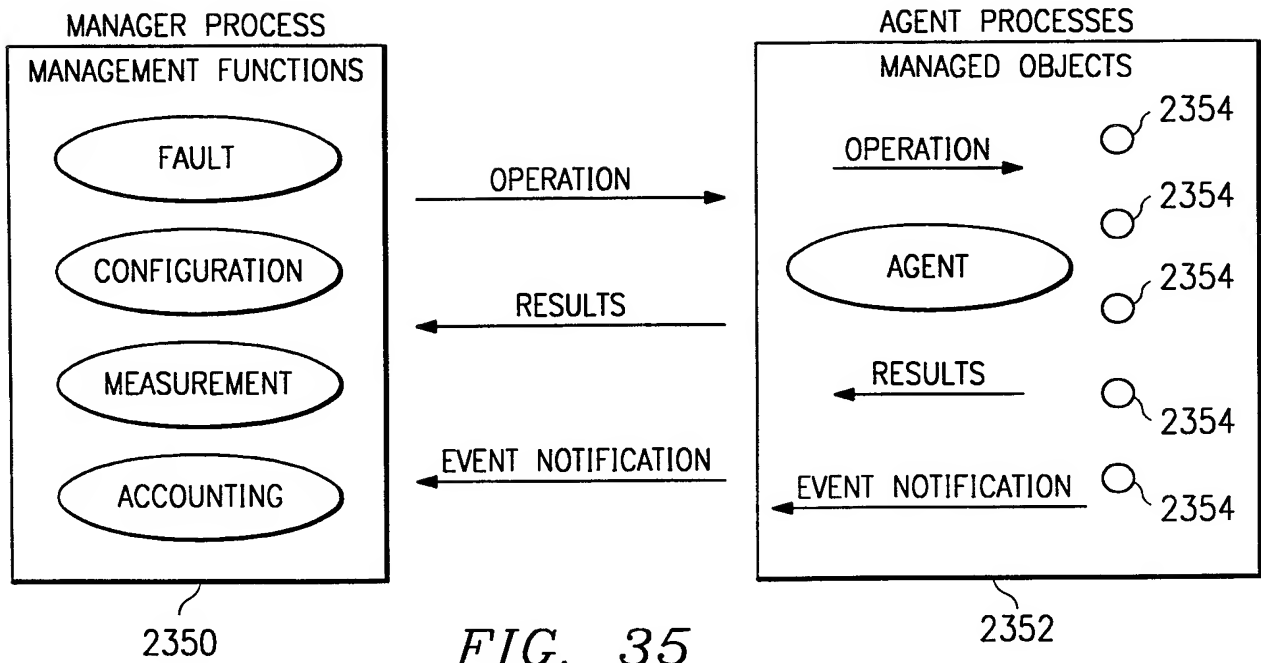 MANAGER PROCESS
MANAGEMENT FUNCTIONS
FAULT
CONFIGURATION
MEASUREMENT
ACCOUNTING
2350
OPERATION
RESULTS
EVENT NOTIFICATION
AGENT PROCESSES
MANAGED OBJECTS
OPERATION
AGENT
RESULTS
EVENT NOTIFICATION
2354
2354
2354
2354
2354
2352
FIG. 35